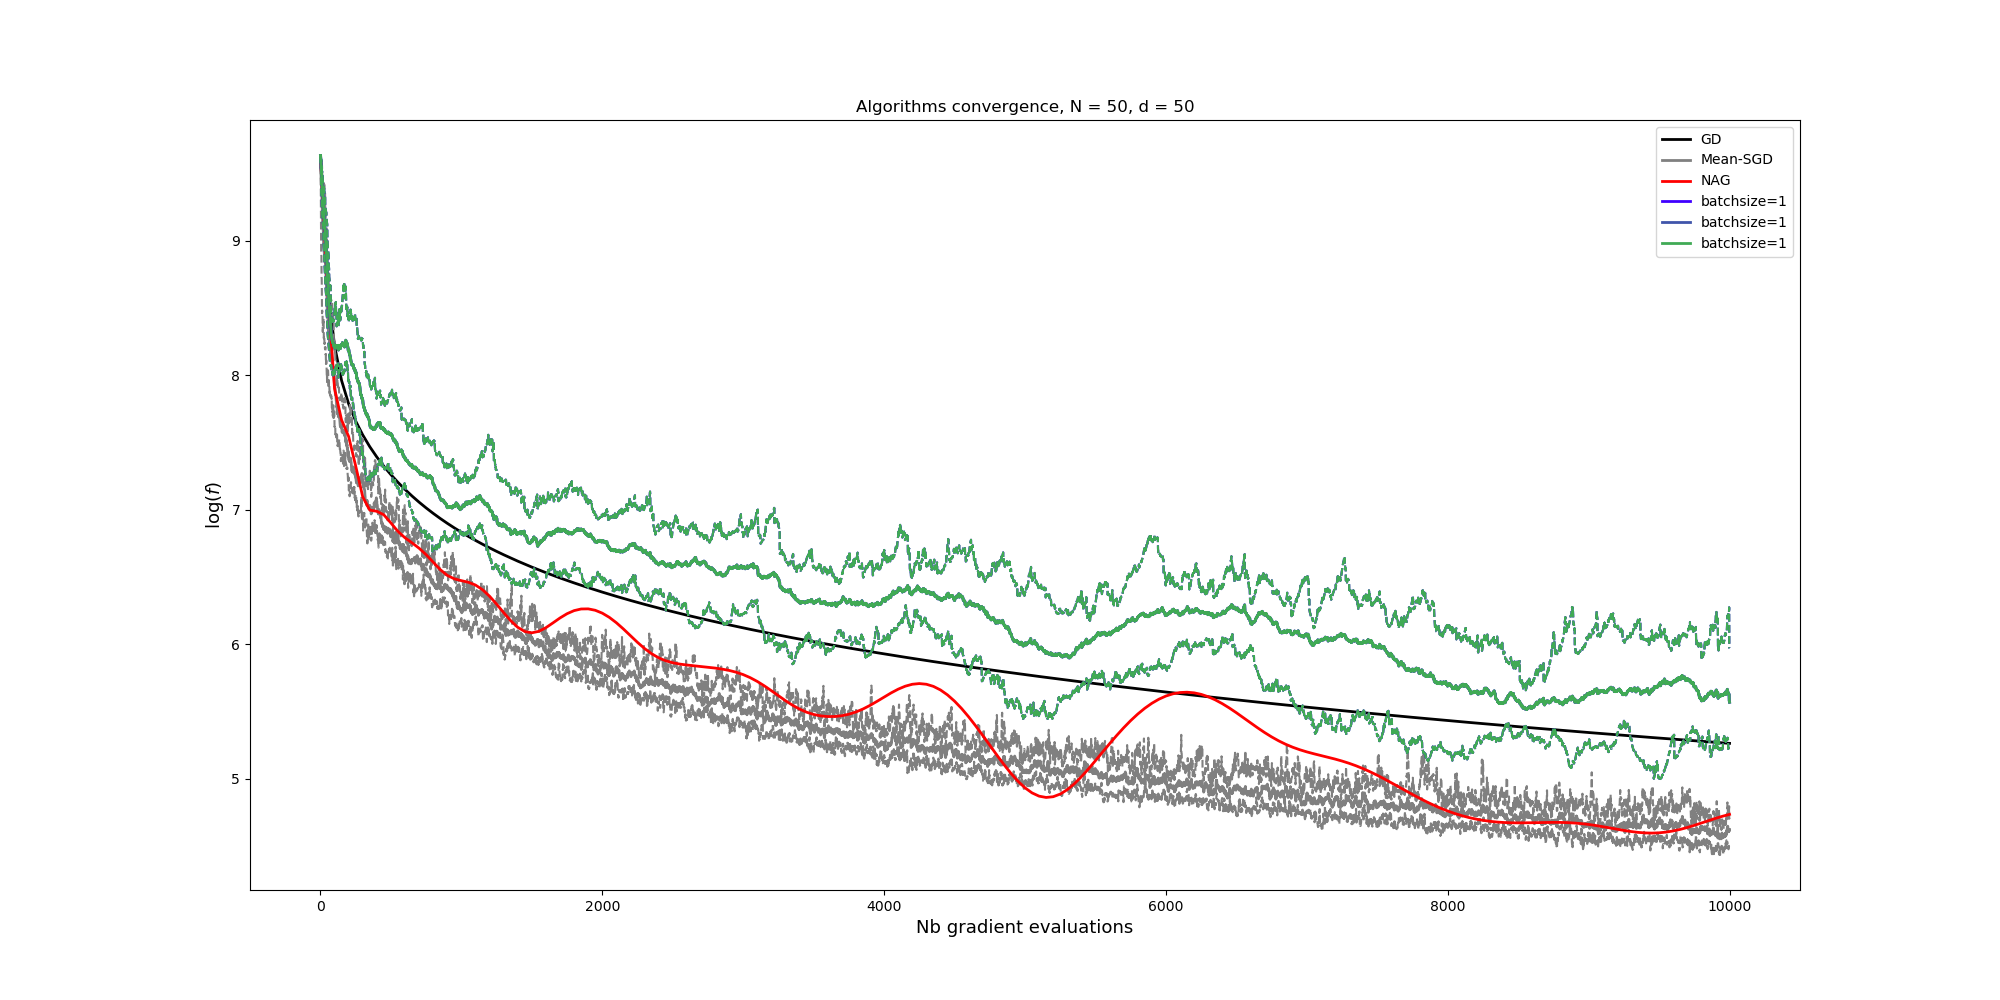 Algorithms convergence, N = 50, d = 50
GD
Mean-SGD
NAG
batchsize=1
batchsize=1
batchsize=1
9
8
7
6
5
log(f)
0
2000
4000
6000
8000
10000
Nb gradient evaluations